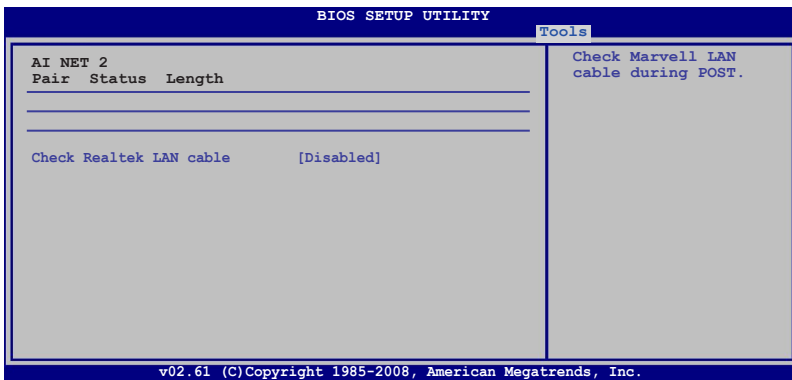 BIOS SETUP UTILITY
Tools
AI NET 2
Pair Status Length
Check Realtek LAN cable [Disabled]
Check Marvell LAN
cable during POST.
v02.61 (C)Copyright 1985-2008, American Megatrends, Inc.